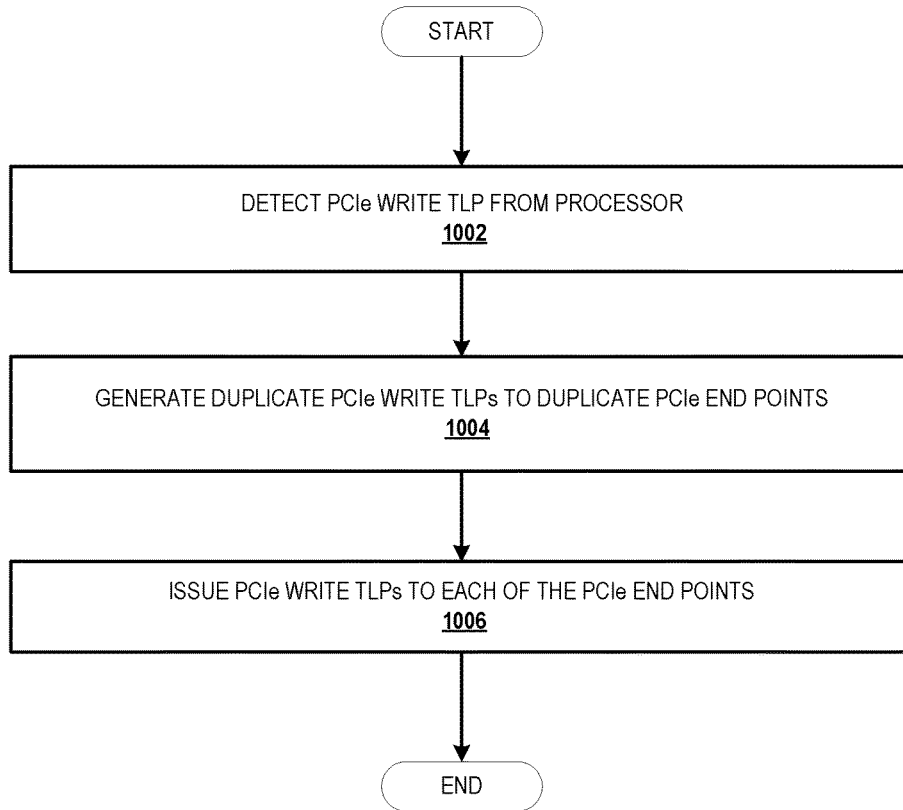 START
DETECT PCIe WRITE TLP FROM PROCESSOR
1002
GENERATE DUPLICATE PCIe WRITE TLPs TO DUPLICATE PCIe END POINTS
1004
ISSUE PCIe WRITE TLPs TO EACH OF THE PCIe END POINTS
1006
END